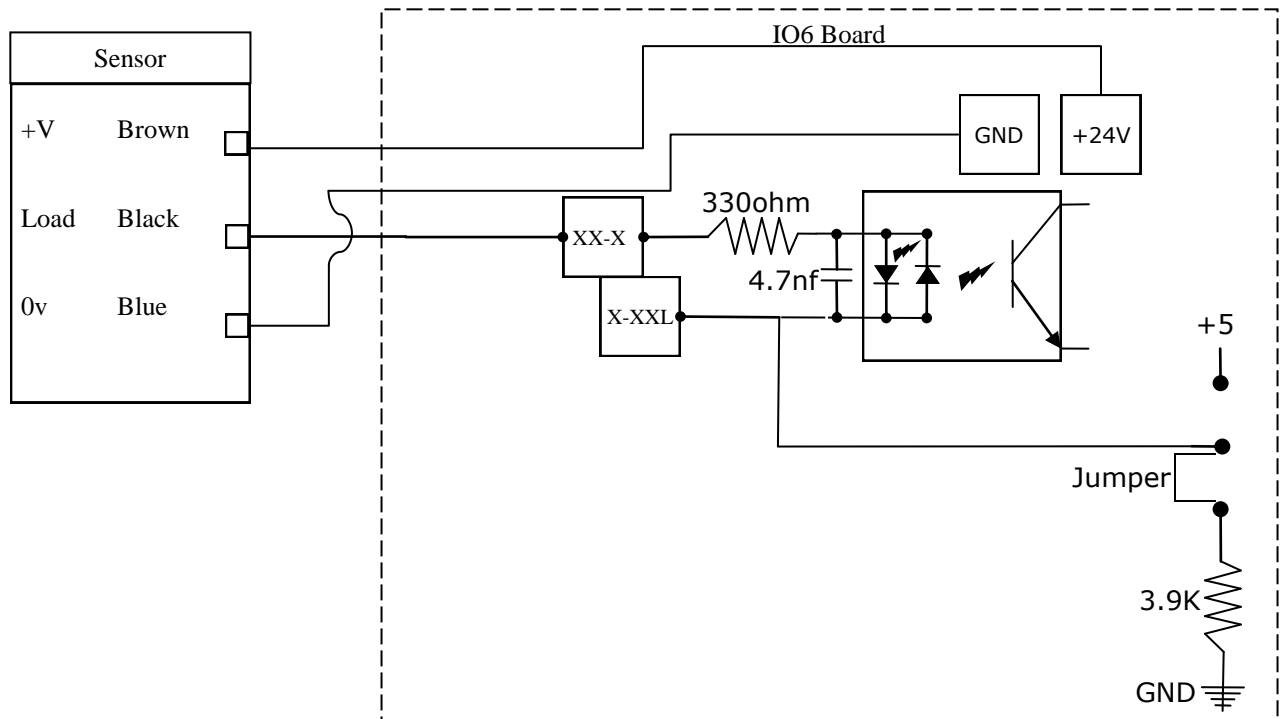 IO6 Board
Sensor
+V Brown
GND
+24V
Load Black
330ohm
XX-X
4.7nf
0v Blue
X-XXL
+5
Jumper
3.9K
GND